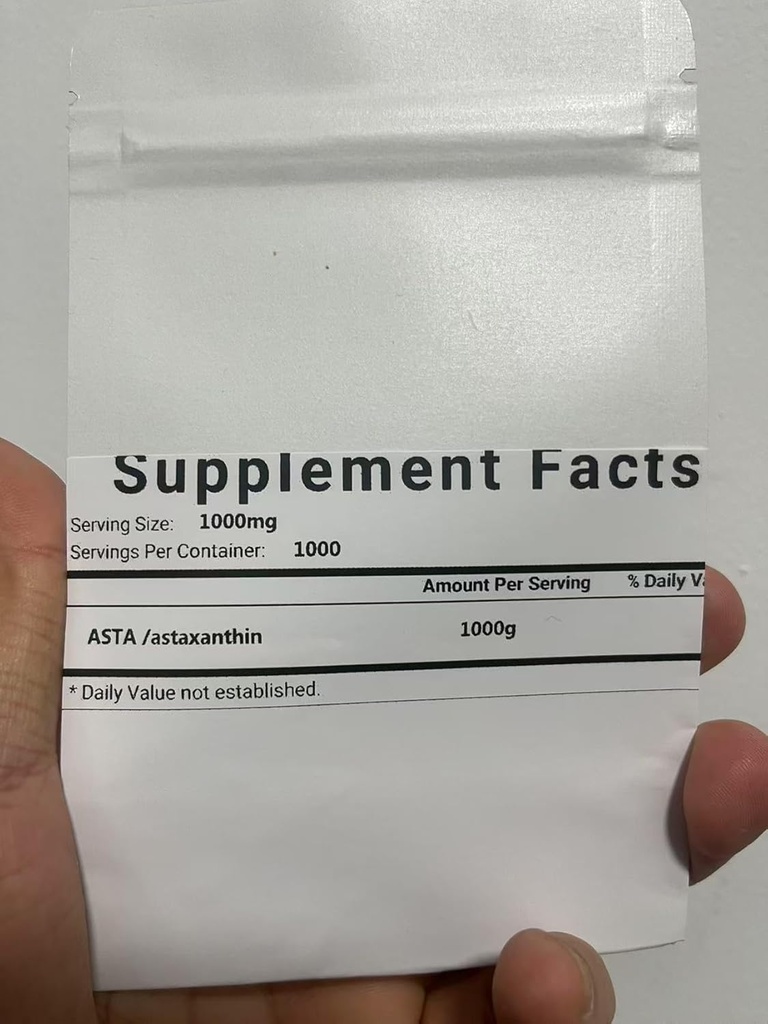 Supplement Facts
Serving Size: 1000mg
Servings Per Container: 1000
Amount Per Serving % Daily V
ASTA /astaxanthin 1000g
* Daily Value not established.